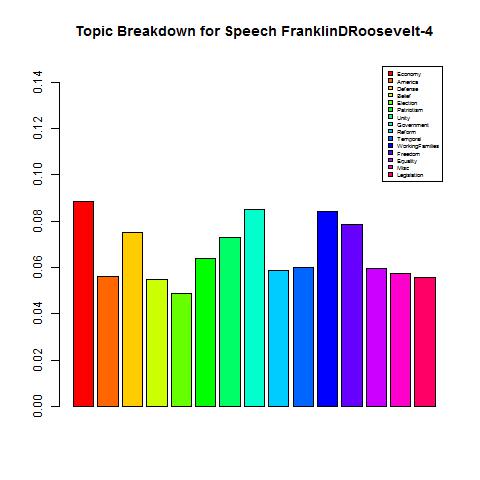 Topic Breakdown for Speech FranklinDRoosevelt-4
0.14
0.12
0.10
0.08
0.06
0.04
0.02
0.00
Economy
America
Defense
Belief
Election
Patriotism
Unity
Government
Reform
Temporal
WorkingFamilies
Freedom
Equality
Misc
Legislation